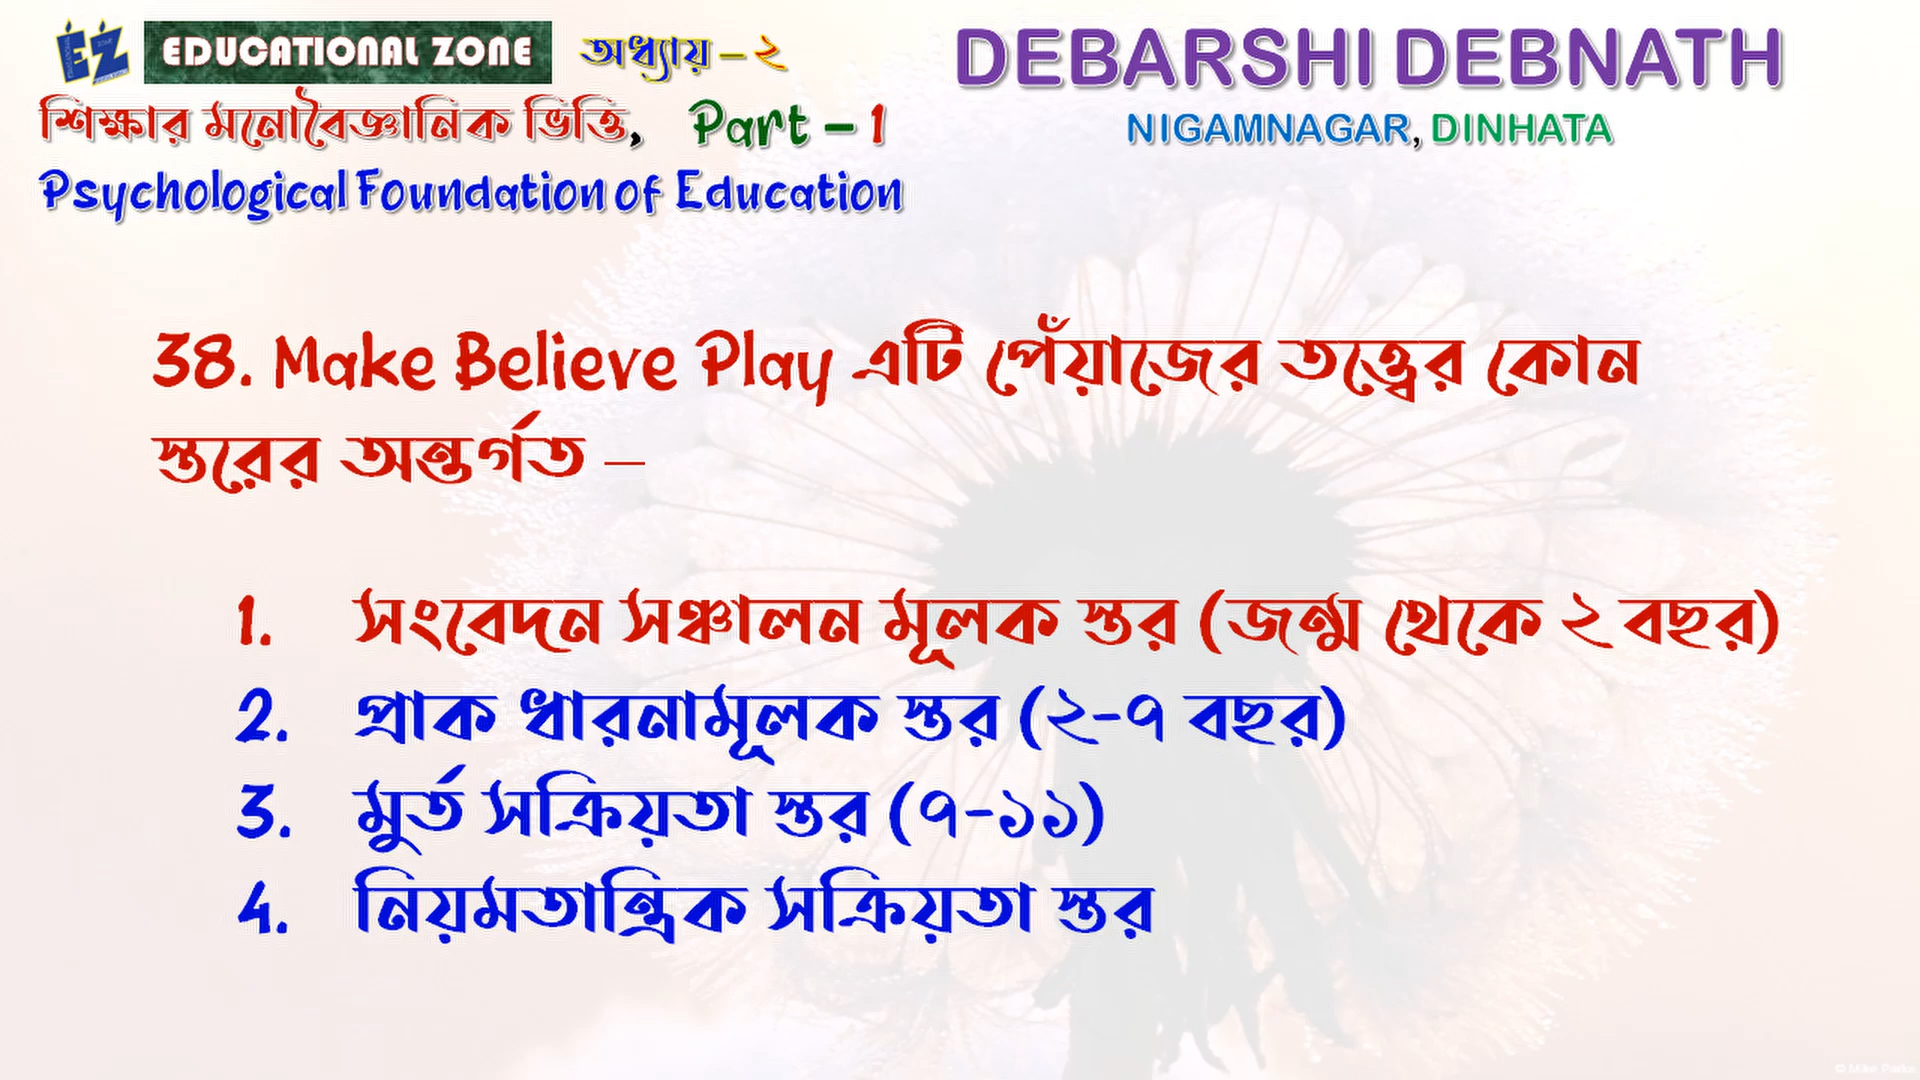 EZ EDUCATIONAL ZONE অধ্যায় – ২
DEBARSHI DEBNATH
শিক্ষার মনোবৈজ্ঞানিক ভিত্তি, Part – 1
NIGAMNAGAR, DINHATA
Psychological Foundation of Education
38. Make Believe Play এটি পেঁয়াজের তত্ত্বের কোন
স্তরের অন্তর্গত –
1. সংবেদন সঞ্চালন মূলক স্তর (জন্ম থেকে ২ বছর)
2. প্রাক ধারনামূলক স্তর (২-৭ বছর)
3. মুর্ত সক্রিয়তা স্তর (৭-১১)
4. নিয়মতান্ত্রিক সক্রিয়তা স্তর